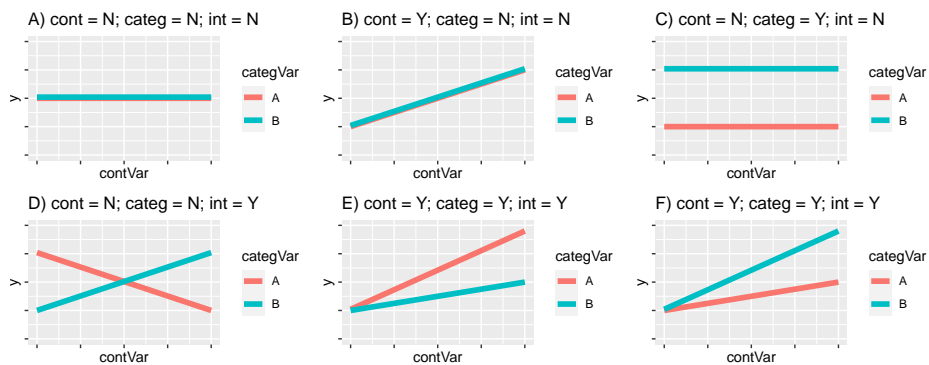 A) cont = N; categ = N; int = N
y
contVar
categVar
A
B
B) cont = Y; categ = N; int = N
y
contVar
categVar
A
B
C) cont = N; categ = Y; int = N
y
contVar
categVar
A
B
D) cont = N; categ = N; int = Y
y
contVar
categVar
A
B
E) cont = Y; categ = Y; int = Y
y
contVar
categVar
A
B
F) cont = Y; categ = Y; int = Y
y
contVar
categVar
A
B